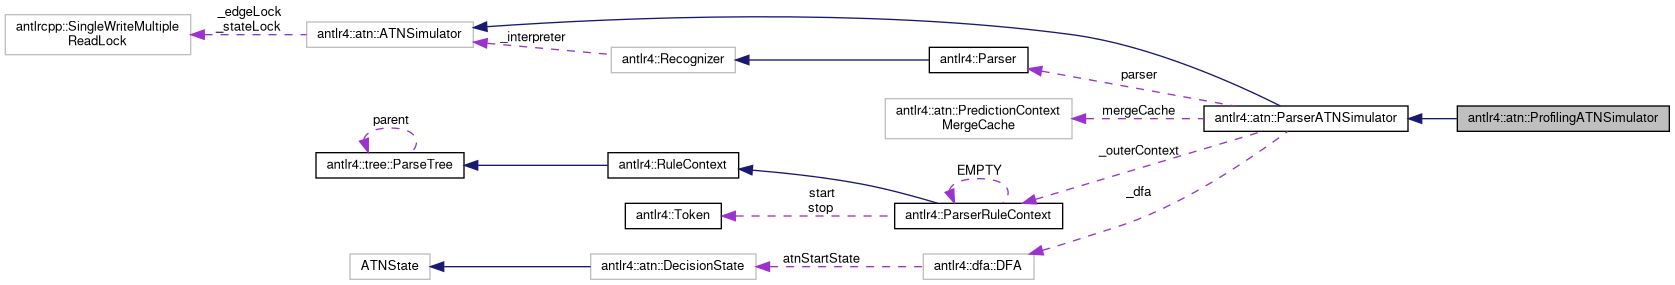 _edgeLock
_stateLock
antlrcpp::SingleWriteMultiple
ReadLock
antlr4::atn::ATNSimulator
_interpreter
antlr4::Recognizer
antlr4::Parser
parser
antlr4::atn::PredictionContext
MergeCache
mergeCache
antlr4::atn::ParserATNSimulator
antlr4::atn::ProfilingATNSimulator
parent
antlr4::tree::ParseTree
antlr4::RuleContext
_outerContext
EMPTY
_dfa
start
stop
antlr4::Token
antlr4::ParserRuleContext
ATNState
antlr4::atn::DecisionState
atnStartState
antlr4::dfa::DFA